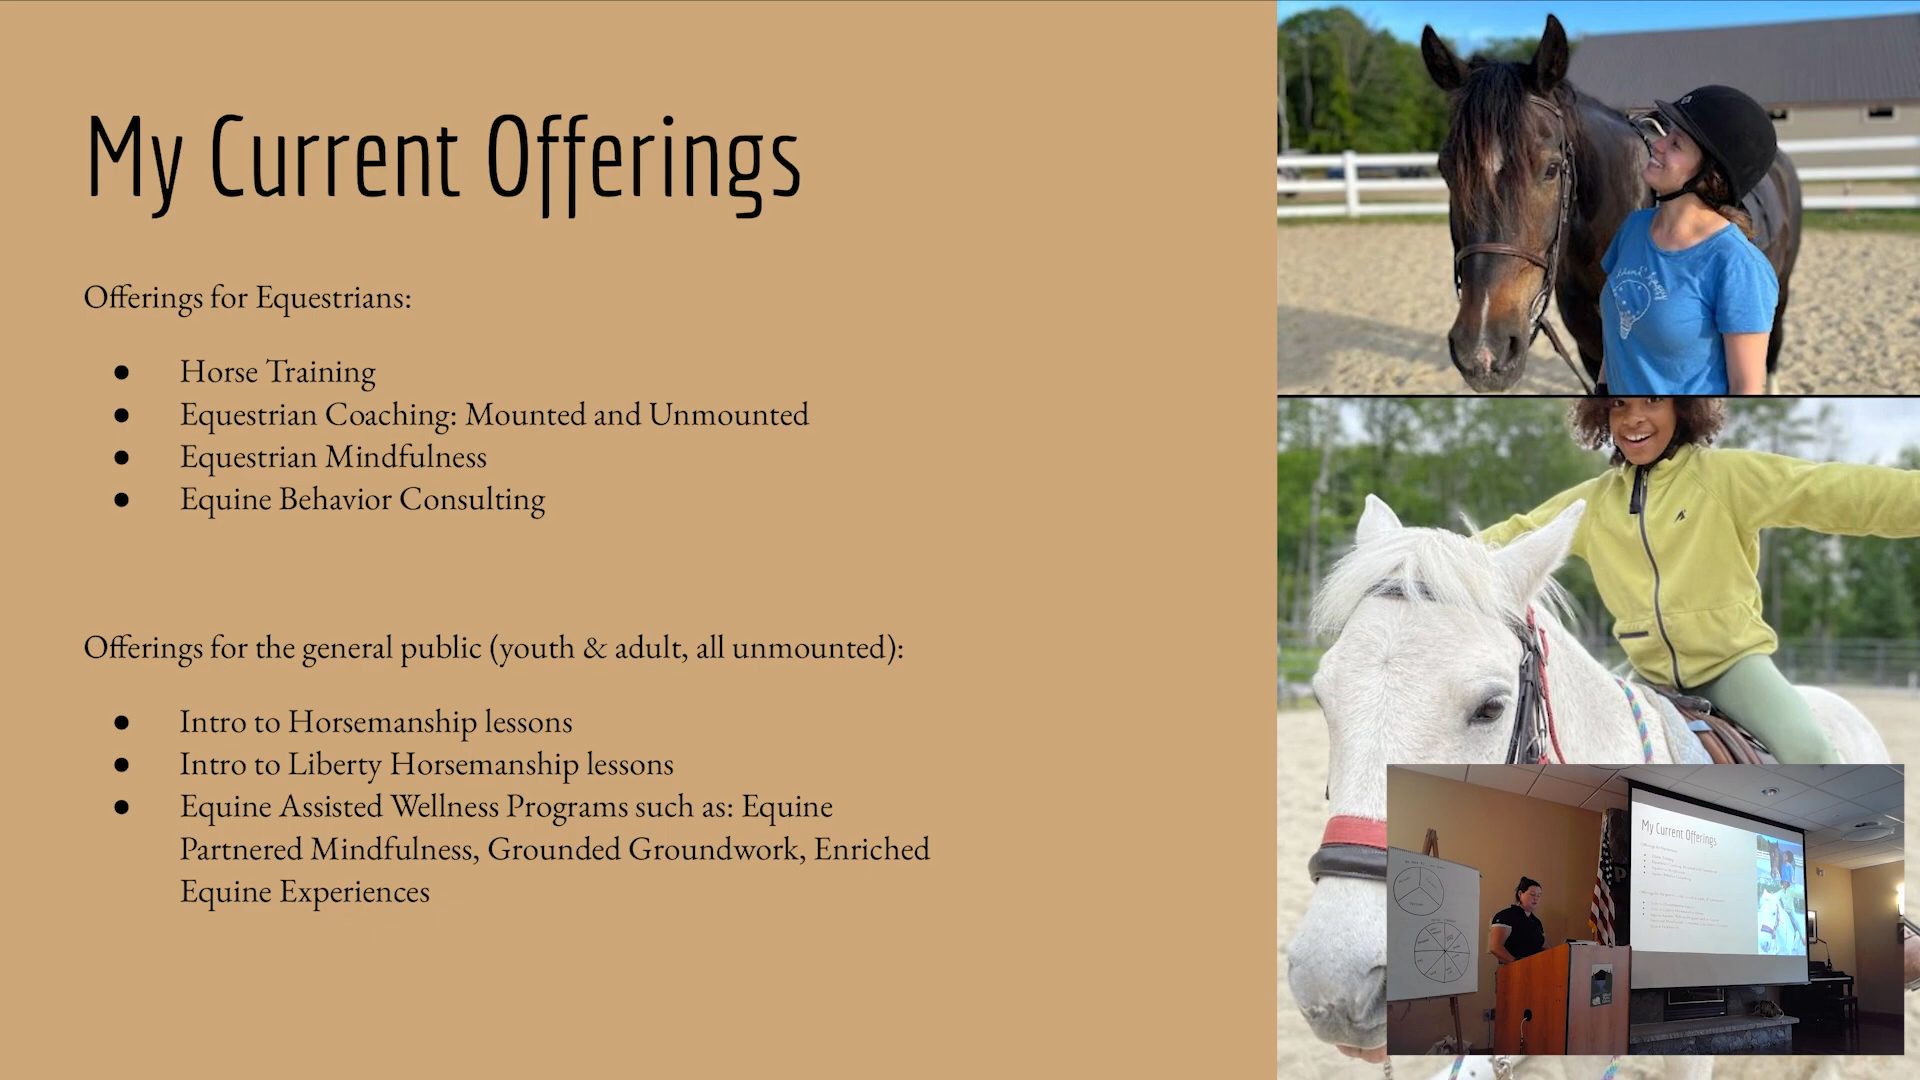 My Current Offerings
Offerings for Equestrians:
● Horse Training
● Equestrian Coaching: Mounted and Unmounted
● Equestrian Mindfulness
● Equine Behavior Consulting
Offerings for the general public (youth & adult, all unmounted):
● Intro to Horsemanship lessons
● Intro to Liberty Horsemanship lessons
● Equine Assisted Wellness Programs such as: Equine
Partnered Mindfulness, Grounded Groundwork, Enriched
Equine Experiences
My Current Offerings